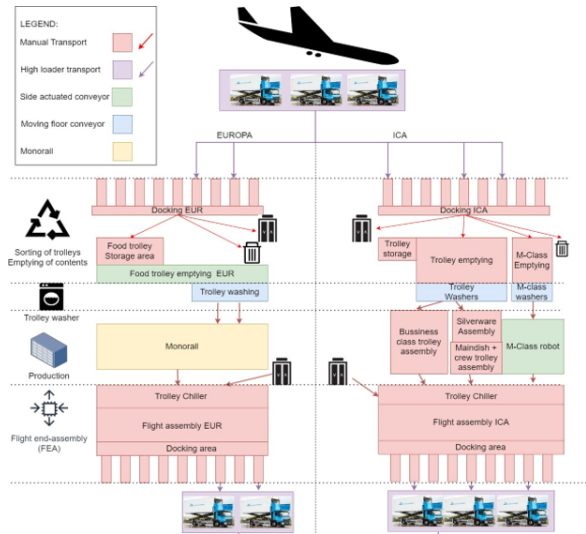 LEGEND:
Manual Transport
High loader transport
Side actuated conveyor
Moving floor conveyor
Monorail
EUROPA
ICA
Docking EUR
Docking ICA
Sorting of trolleys
Emptying of contents
Food trolley
Storage area
Food trolley emptying EUR
Trolley
storage
Trolley emptying
M-Class
Emptying
Trolley washing
Trolley
Washers
M-class
washers
Trolley washer
Monorail
Bussiness
class trolley
assembly
Silverware
Assembly
Maindish +
crew trolley
assembly
M-Class robot
Production
Trolley Chiller
Flight assembly EUR
Docking area
Trolley Chiller
Flight assembly ICA
Docking area
Flight end-assembly
(FEA)